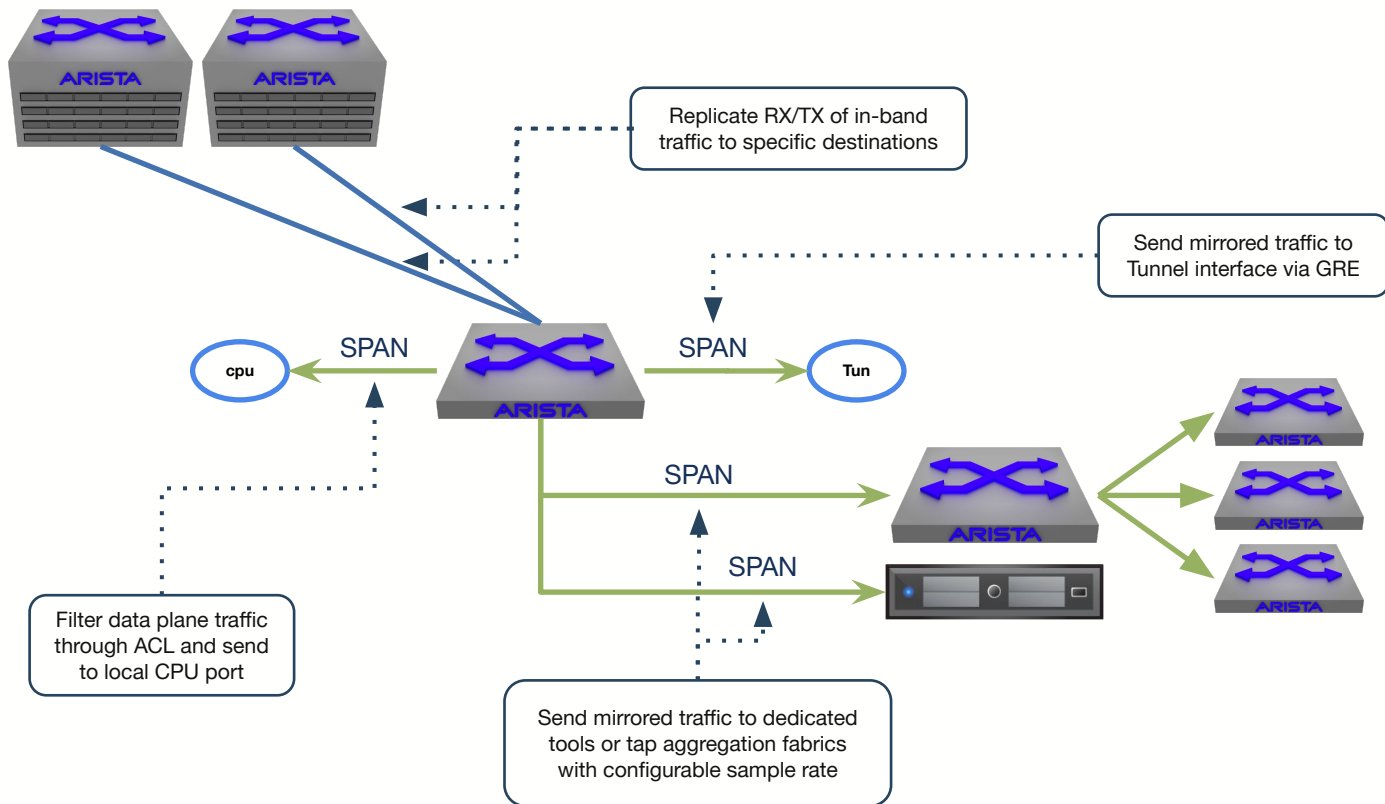 ARISTA
ARISTA
Replicate RX/TX of in-band
traffic to specific destinations
Send mirrored traffic to
Tunnel interface via GRE
SPAN
SPAN
cpu
Tun
ARISTA
ARISTA
SPAN
ARISTA
ARISTA
SPAN
ARISTA
Filter data plane traffic
through ACL and send
to local CPU port
Send mirrored traffic to dedicated
tools or tap aggregation fabrics
with configurable sample rate